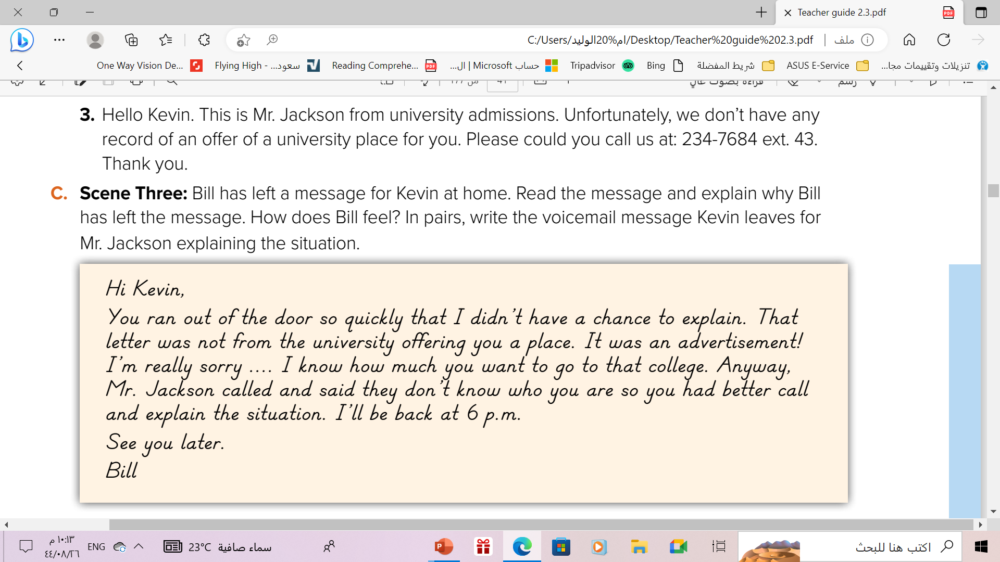 Teacher guide 2.3.pdf
C:/Users/ام%20الوليد/Desktop/Teacher%20guide%202.3.pdf
ملف
One Way Vision De...
Flying High - سعود...
Reading Comprehe...
حساب Microsoft | ال...
Tripadvisor
Bing
شريط المفضلة
ASUS E-Service
تنزيلات وتقييمات مجا...
من 177
41
قراءة بصوت عالٍ
رسم
3. Hello Kevin. This is Mr. Jackson from university admissions. Unfortunately, we don't have any
record of an offer of a university place for you. Please could you call us at: 234-7684 ext. 43.
Thank you.
C. Scene Three: Bill has left a message for Kevin at home. Read the message and explain why Bill
has left the message. How does Bill feel? In pairs, write the voicemail message Kevin leaves for
Mr. Jackson explaining the situation.
Hi Kevin,
You ran out of the door so quickly that I didn't have a chance to explain. That
letter was not from the university offering you a place. It was an advertisement!
I'm really sorry .... I know how much you want to go to that college. Anyway,
Mr. Jackson called and said they don't know who you are so you had better call
and explain the situation. I'll be back at 6 p.m.
See you later.
Bill
١٠:١٣ م
٤٤/٠٨/٢٦
ENG
23°C سماء صافية
اكتب هنا للبحث